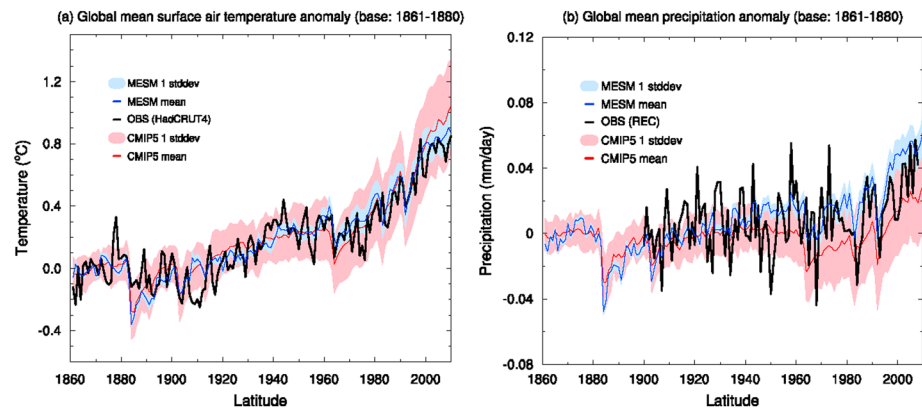 (a) Global mean surface air temperature anomaly (base: 1861-1880)
1.2
0.8
0.4
0.0
-0.4
Temperature (°C)
MESM 1 stddev
MESM mean
OBS (HadCRUT4)
CMIP5 1 stddev
CMIP5 mean
1860 1880 1900 1920 1940 1960 1980 2000
Latitude
(b) Global mean precipitation anomaly (base: 1861-1880)
0.12
0.08
0.04
0
-0.04
-0.08
Precipitation (mm/day)
MESM 1 stddev
MESM mean
OBS (REC)
CMIP5 1 stddev
CMIP5 mean
1860 1880 1900 1920 1940 1960 1980 2000
Latitude